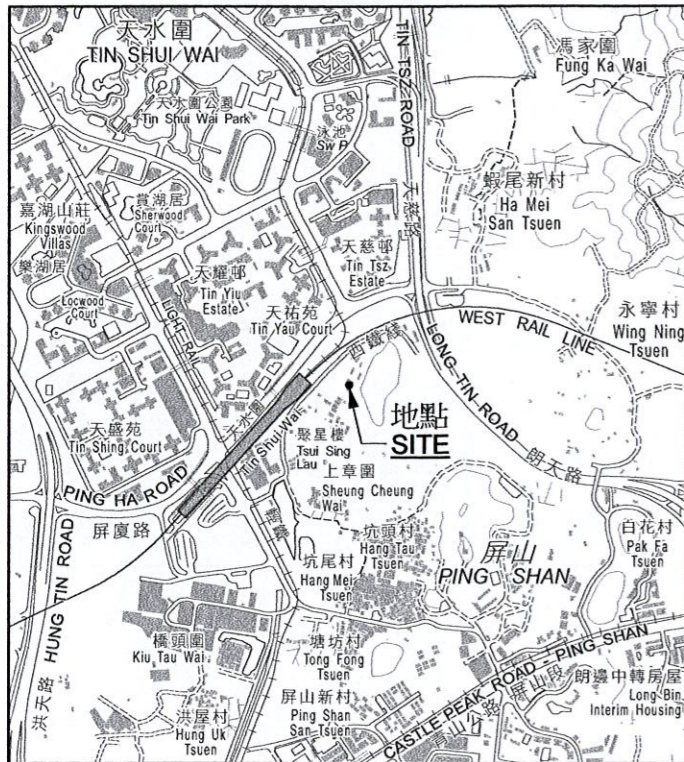 天水圍
TIN SHUI WAI
天水圍公園
Tin Shui Wai Park
泳池
Sw P
TIN TSZ ROAD
天慈路
馮家圍
Fung Ka Wai
蝦尾新村
Ha Mei
San Tsuen
嘉湖山莊
Kingswood
Villas
賞湖居
Sherwood
Court
樂湖居
Locwood
Court
天耀邨
Tin Yiu
Estate
LIGHT RAIL
天慈邨
Tin Tsz
Estate
天祐苑
Tin Yau Court
西鐵綫
WEST RAIL LINE
永寧村
Wing Ning
Tsuen
LONG TIN ROAD
朗天路
地點
SITE
天盛苑
Tin Shing Court
天水圍
Tin Shui Wai
聚星樓
Tsui Sing
Lau
上章圍
Sheung Cheung
Wai
PING HA ROAD
屏廈路
坑頭村
Hang Tau
Tsuen
坑尾村
Hang Mei
Tsuen
屏山
PING SHAN
白花村
Pak Fa
Tsuen
洪天路 HUNG TIN ROAD
橋頭圍
Kiu Tau Wai
塘坊村
Tong Fong
Tsuen
CASTLE PEAK ROAD - PING SHAN
青山公路 屏山段
朗邊中轉房屋
Long Bin
Interim Housing
洪屋村
Hung Uk
Tsuen
屏山新村
Ping Shan
San Tsuen